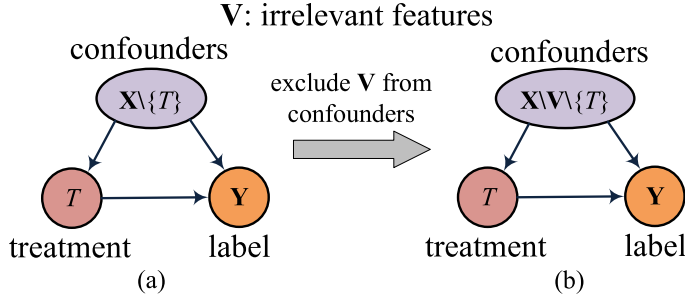 V: irrelevant features
confounders
X\{T}
T
Y
treatment
label
(a)
exclude V from
confounders
confounders
X\V\{T}
T
Y
treatment
label
(b)